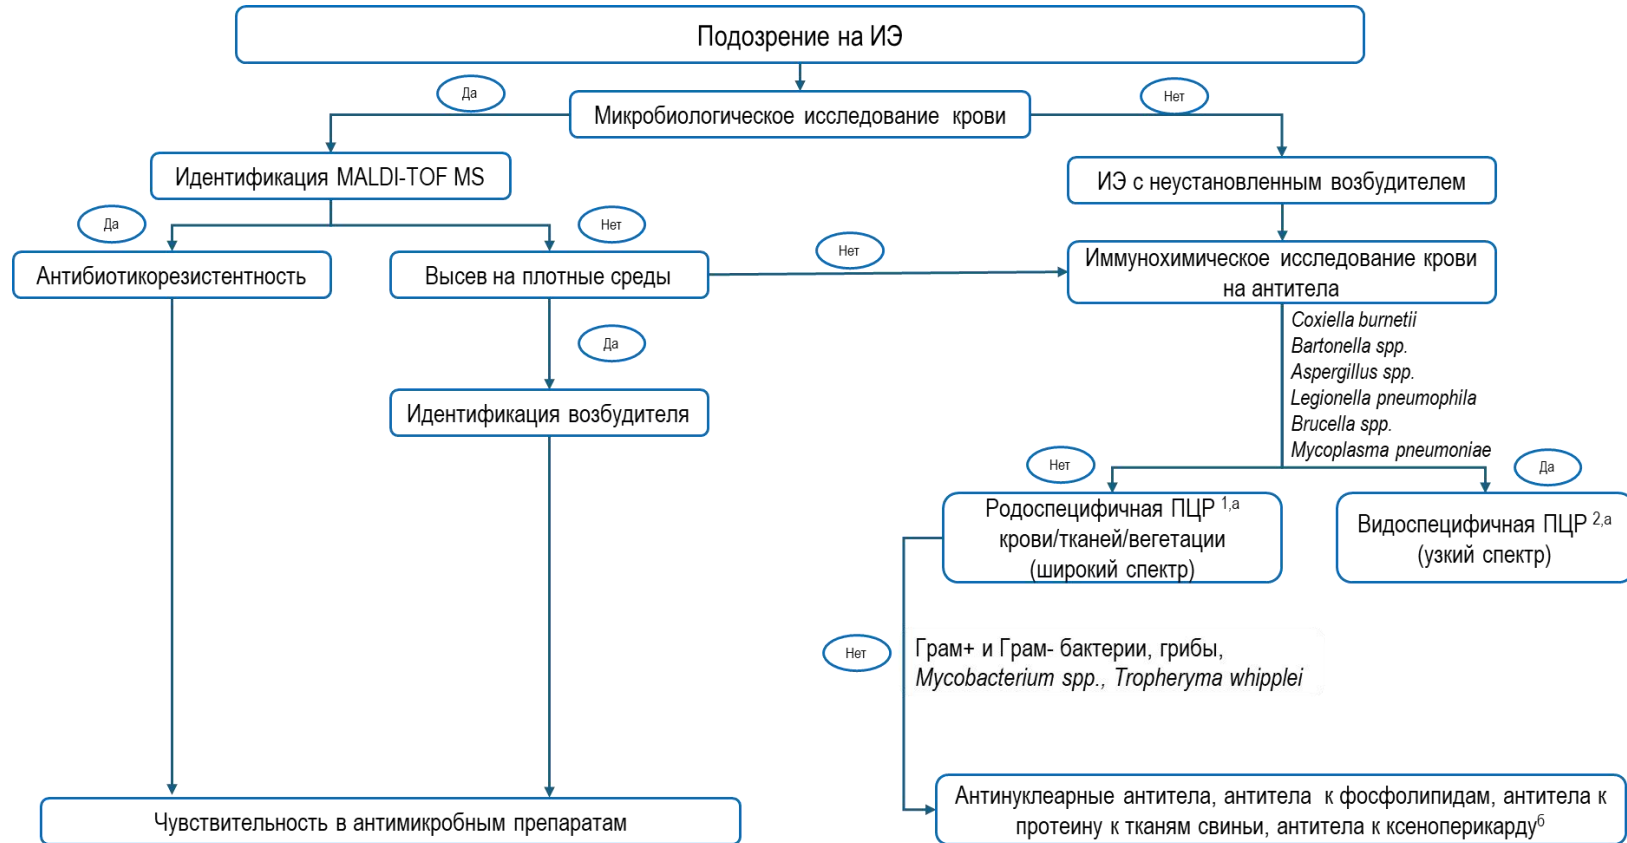 Подозрение на ИЭ
Да
Нет
Микробиологическое исследование крови
Идентификация MALDI-TOF MS
ИЭ с неустановленным возбудителем
Да
Нет
Нет
Антибиотикорезистентность
Высев на плотные среды
Иммунохимическое исследование крови
на антитела
Coxiella burnetii
Bartonella spp.
Aspergillus spp.
Legionella pneumophila
Brucella spp.
Mycoplasma pneumoniae
Да
Идентификация возбудителя
Нет
Да
Родоспецифичная ПЦР 1,а
крови/тканей/вегетации
(широкий спектр)
Видоспецифичная ПЦР 2,а
(узкий спектр)
Нет
Грам+ и Грам- бактерии, грибы,
Mycobacterium spp., Tropheryma whipplei
Чувствительность в антимикробным препаратам
Антинуклеарные антитела, антитела к фосфолипидам, антитела к
протеину к тканям свиньи, антитела к ксеноперикардуб